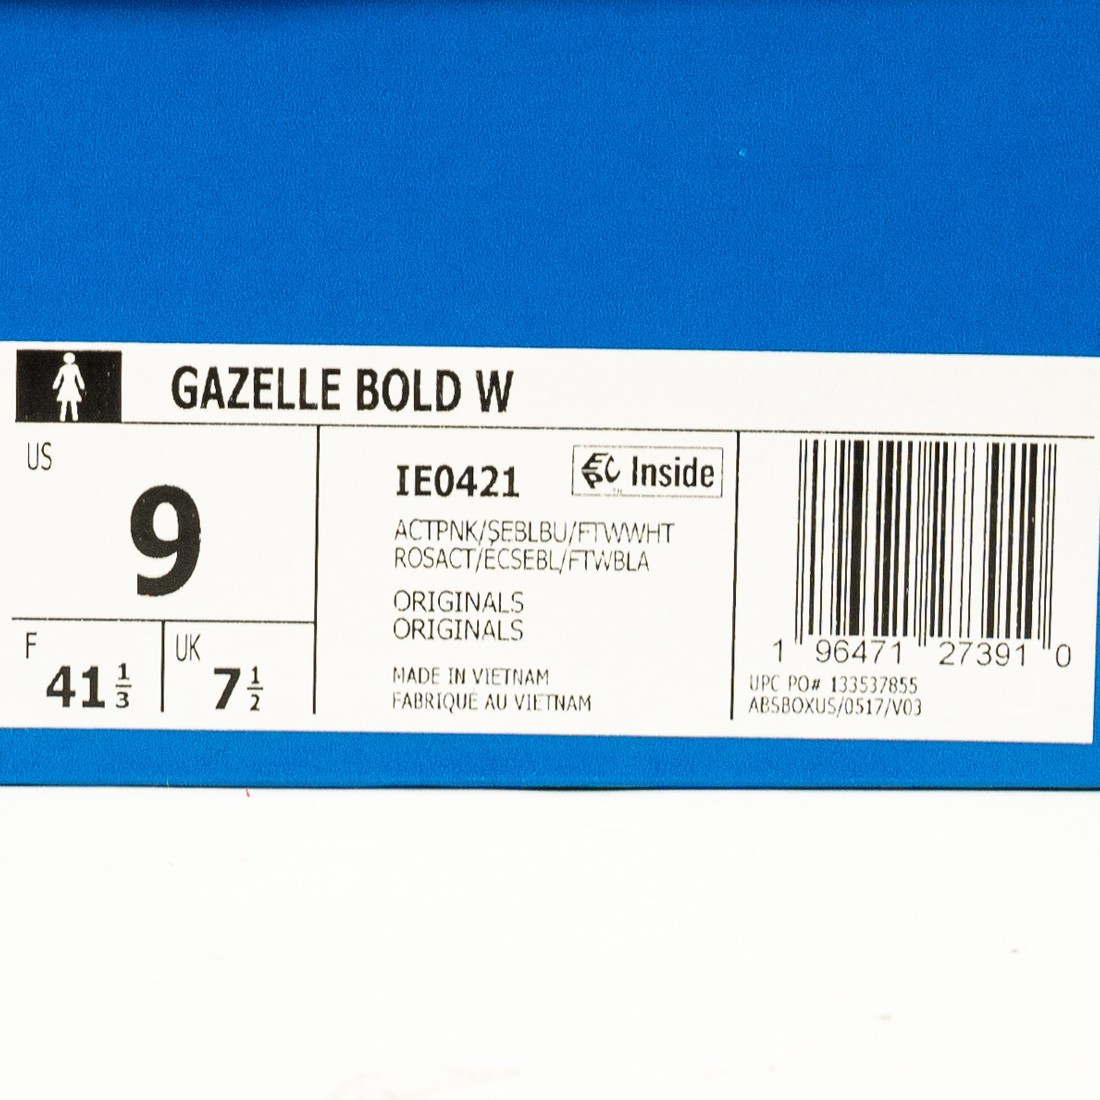 GAZELLE BOLD W
US
9
F
41 1/3
UK
7 1/2
IE0421
EPC Inside
ACTPNK/SEBLBU/FTWWHT
ROSACT/ECSEBL/FTWBLA
ORIGINALS
ORIGINALS
MADE IN VIETNAM
FABRIQUE AU VIETNAM
1 96471 27391 0
UPC PO# 133537855
ABSBOXUS/0517/V03